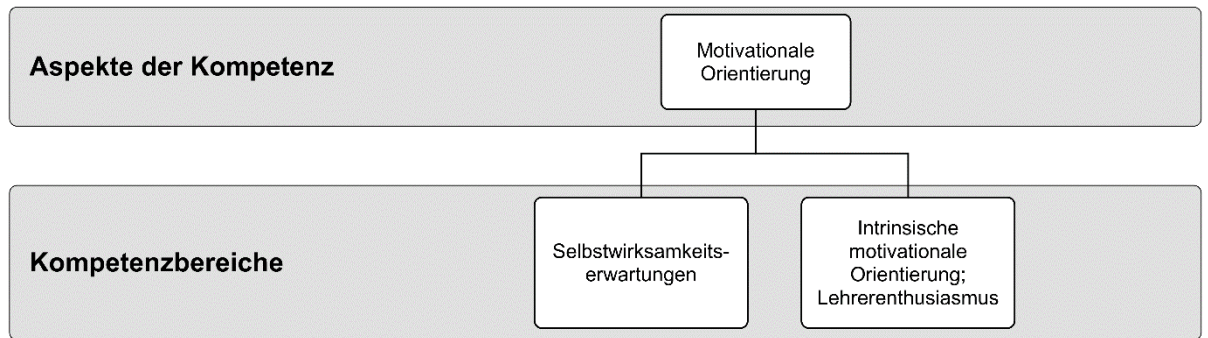 Aspekte der Kompetenz
Motivationale
Orientierung
Kompetenzbereiche
Selbstwirksamkeits-
erwartungen
Intrinsische
motivationale
Orientierung;
Lehrerenthusiasmus